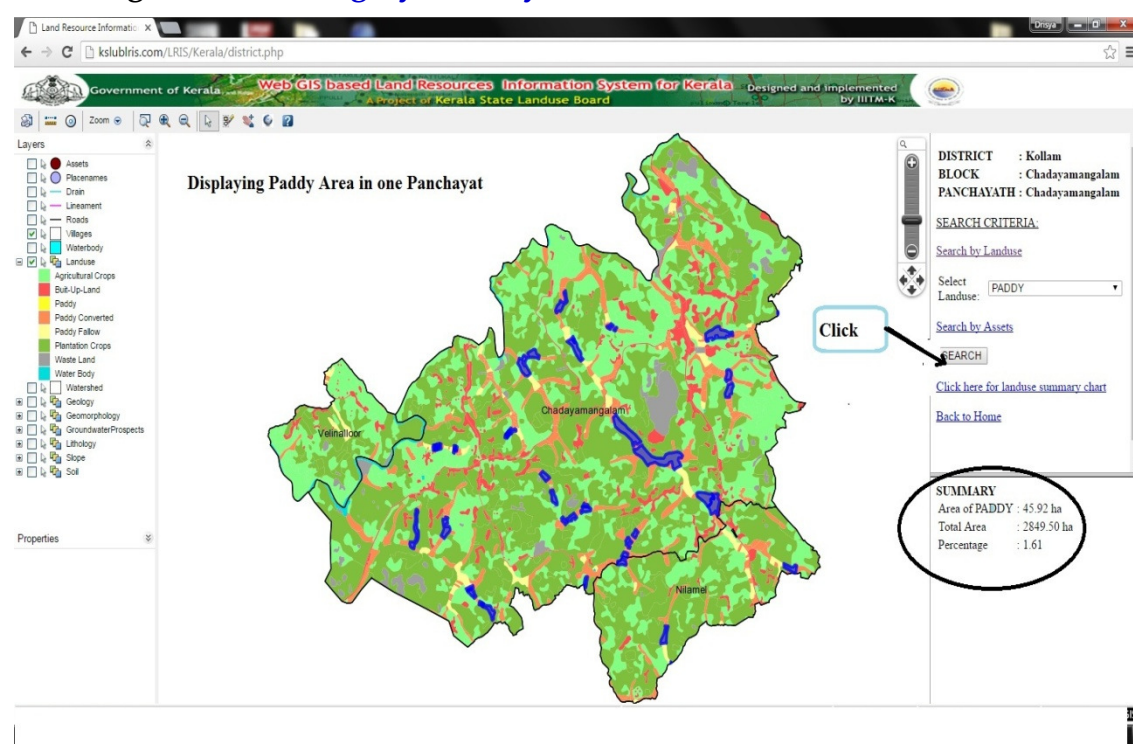 Land Resource Informatio
Drisya
kslublris.com/LRIS/Kerala/district.php
Government of Kerala
Web GIS based Land Resources Information System for Kerala
A Project of Kerala State Landuse Board
Designed and implemented
by IIITM-K
Zoom
Layers
Assets
Placenames
Drain
Lineament
Roads
Villages
Waterbody
Landuse
Agricultural Crops
Buit-Up-Land
Paddy
Paddy Converted
Paddy Fallow
Plantation Crops
Waste Land
Water Body
Watershed
Geology
Geomorphology
GroundwaterProspects
Lithology
Slope
Soil
Properties
Displaying Paddy Area in one Panchayat
Chadayamangalam
Velinalloor
Nilamel
Click
DISTRICT : Kollam
BLOCK : Chadayamangalam
PANCHAYATH : Chadayamangalam
SEARCH CRITERIA:
Search by Landuse
Select
Landuse: PADDY
Search by Assets
SEARCH
Click here for landuse summary chart
Back to Home
SUMMARY
Area of PADDY : 45.92 ha
Total Area : 2849.50 ha
Percentage : 1.61